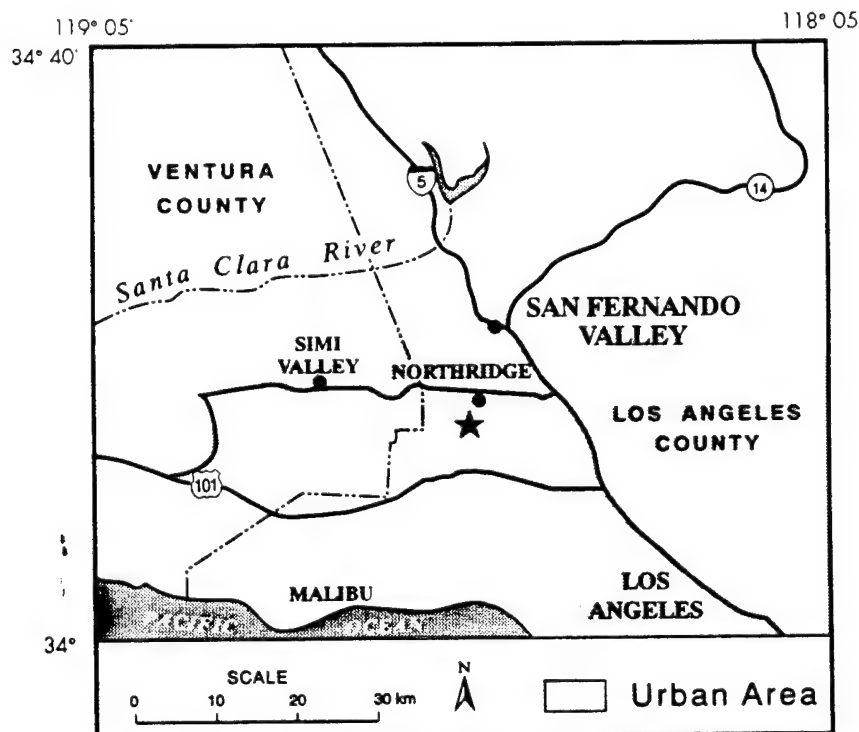 119° 05'
118° 05
34° 40'
VENTURA
COUNTY
5
14
Santa Clara River
SAN FERNANDO
VALLEY
SIMI
VALLEY
NORTHRIDGE
LOS ANGELES
COUNTY
101
MALIBU
LOS
ANGELES
PACIFIC OCEAN
34°
SCALE
0 10 20 30 km
N
Urban Area